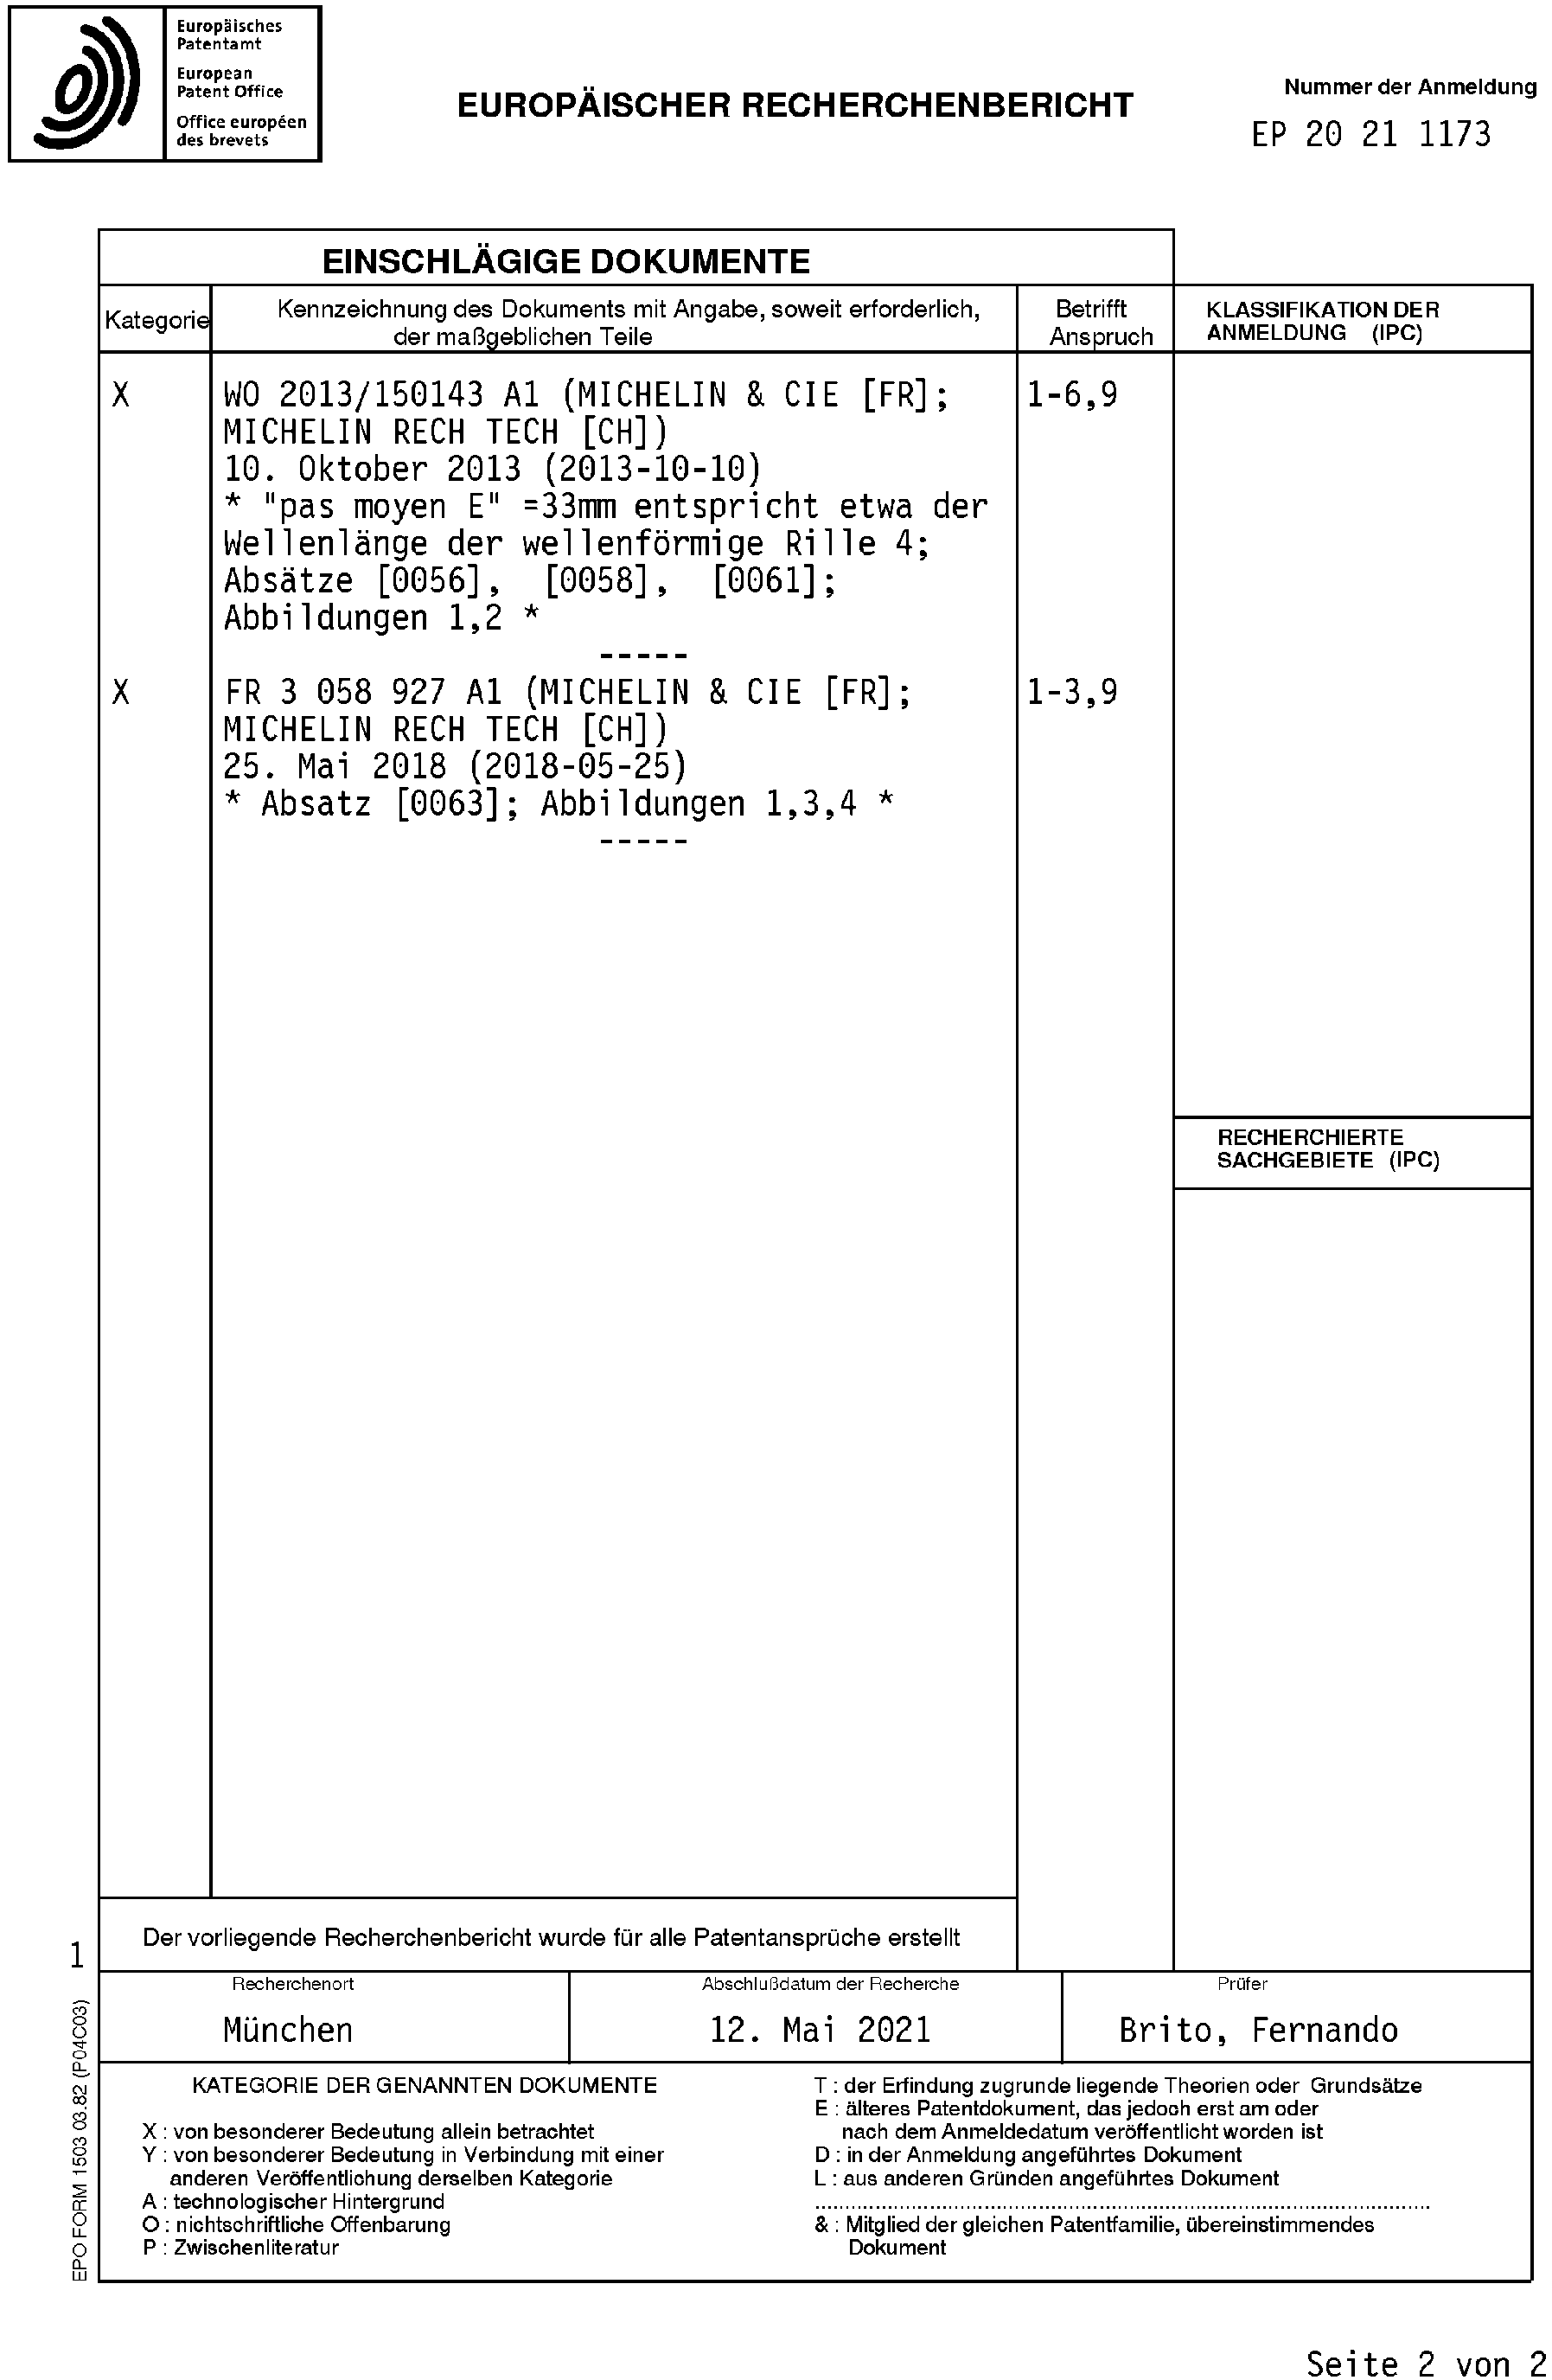 Europäisches
Patentamt
European
Patent Office
Office européen
des brevets
EUROPÄISCHER RECHERCHENBERICHT
Nummer der Anmeldung
EP 20 21 1173
EINSCHLÄGIGE DOKUMENTE
Kategorie
Kennzeichnung des Dokuments mit Angabe, soweit erforderlich,
der maßgeblichen Teile
Betrifft
Anspruch
KLASSIFIKATION DER
ANMELDUNG (IPC)
X WO 2013/150143 A1 (MICHELIN & CIE [FR]; 1-6,9
MICHELIN RECH TECH [CH])
10. Oktober 2013 (2013-10-10)
* "pas moyen E" =33mm entspricht etwa der
Wellenlänge der wellenförmige Rille 4;
Absätze [0056], [0058], [0061];
Abbildungen 1,2 *
-----
X FR 3 058 927 A1 (MICHELIN & CIE [FR]; 1-3,9
MICHELIN RECH TECH [CH])
25. Mai 2018 (2018-05-25)
* Absatz [0063]; Abbildungen 1,3,4 *
-----
RECHERCHIERTE
SACHGEBIETE (IPC)
Der vorliegende Recherchenbericht wurde für alle Patentansprüche erstellt
1
Recherchenort
München
Abschlußdatum der Recherche
12. Mai 2021
Prüfer
Brito, Fernando
KATEGORIE DER GENANNTEN DOKUMENTE
X : von besonderer Bedeutung allein betrachtet
Y : von besonderer Bedeutung in Verbindung mit einer
anderen Veröffentlichung derselben Kategorie
A : technologischer Hintergrund
O : nichtschriftliche Offenbarung
P : Zwischenliteratur
T : der Erfindung zugrunde liegende Theorien oder Grundsätze
E : älteres Patentdokument, das jedoch erst am oder
nach dem Anmeldedatum veröffentlicht worden ist
D : in der Anmeldung angeführtes Dokument
L : aus anderen Gründen angeführtes Dokument
& : Mitglied der gleichen Patentfamilie, übereinstimmendes
Dokument
EPO FORM 1503 03.82 (P04C03)
Seite 2 von 2